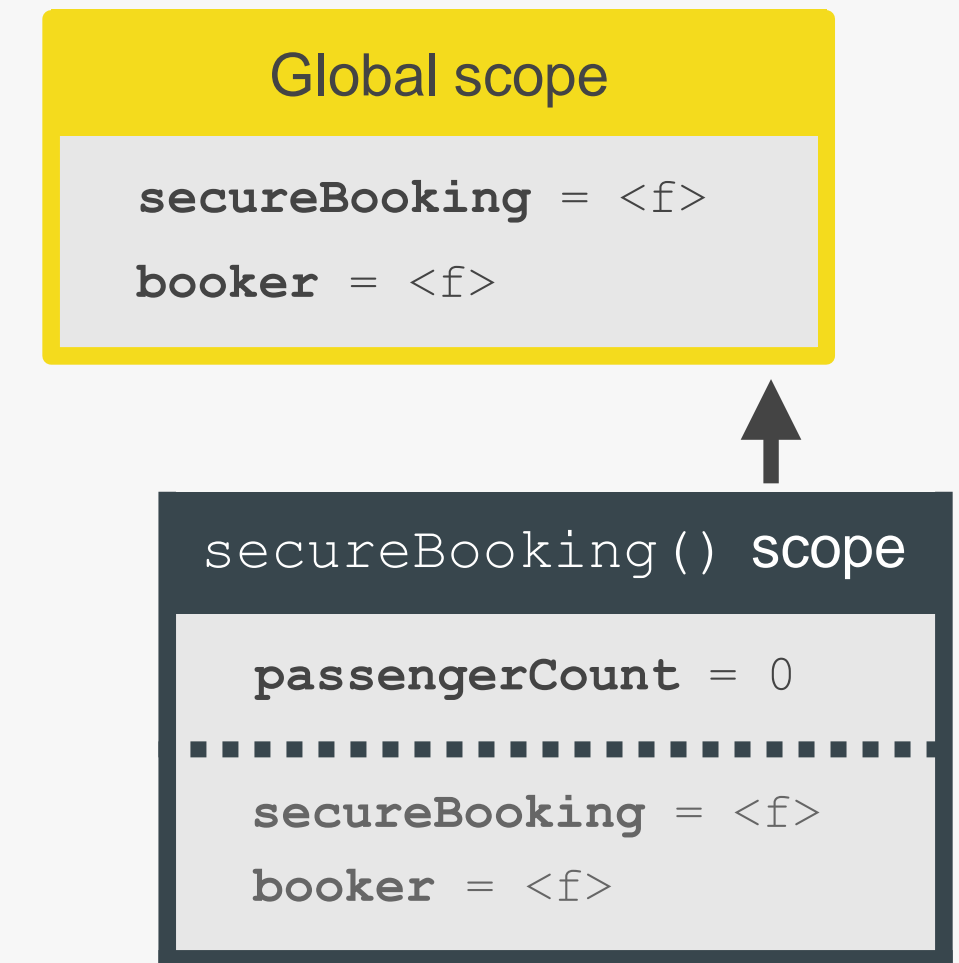 Global scope
secureBooking = <f>
booker = <f>
secureBooking() scope
passengerCount = 0
secureBooking = <f>
booker = <f>